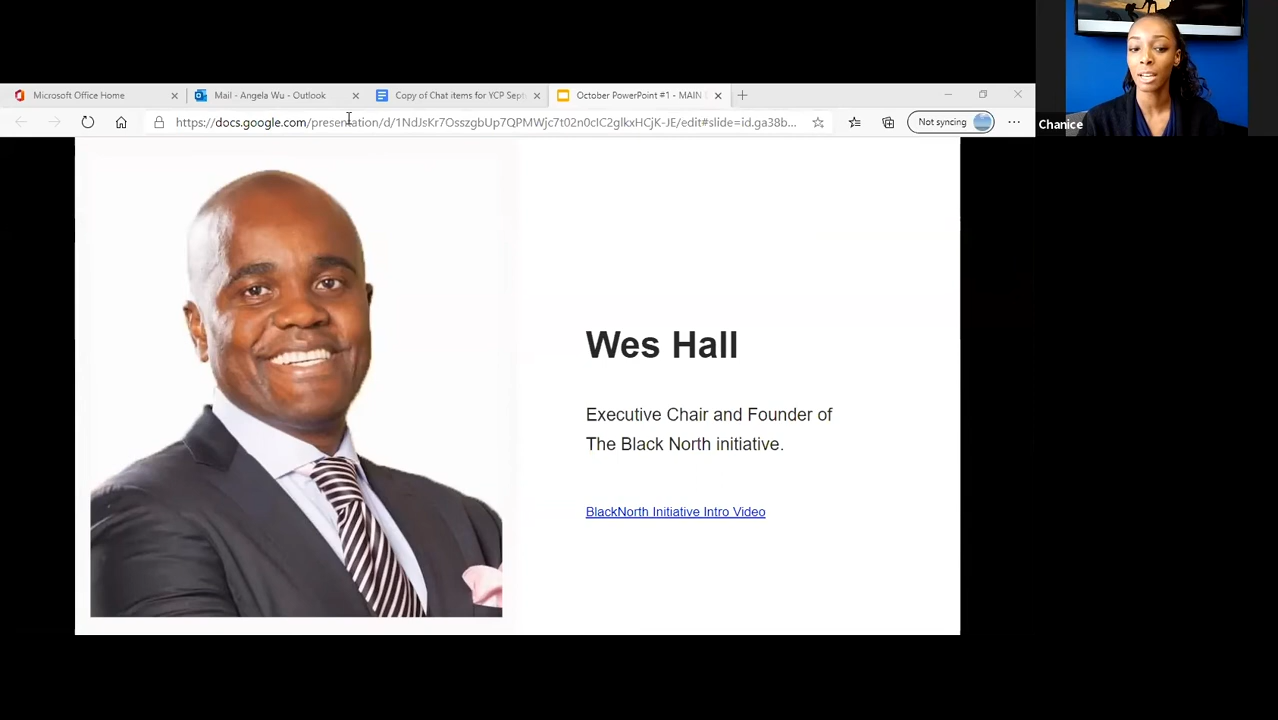 Microsoft Office Home
Mail - Angela Wu - Outlook
Copy of Chat items for YCP Sept
October PowerPoint #1 - MAIN
https://docs.google.com/presentation/d/1NdJsKr7OsszgbUp7QPMWjc7t02n0cIC2glkxHCjK-JE/edit#slide=id.ga38b...
Not syncing
Chanice
Wes Hall
Executive Chair and Founder of
The Black North initiative.
BlackNorth Initiative Intro Video